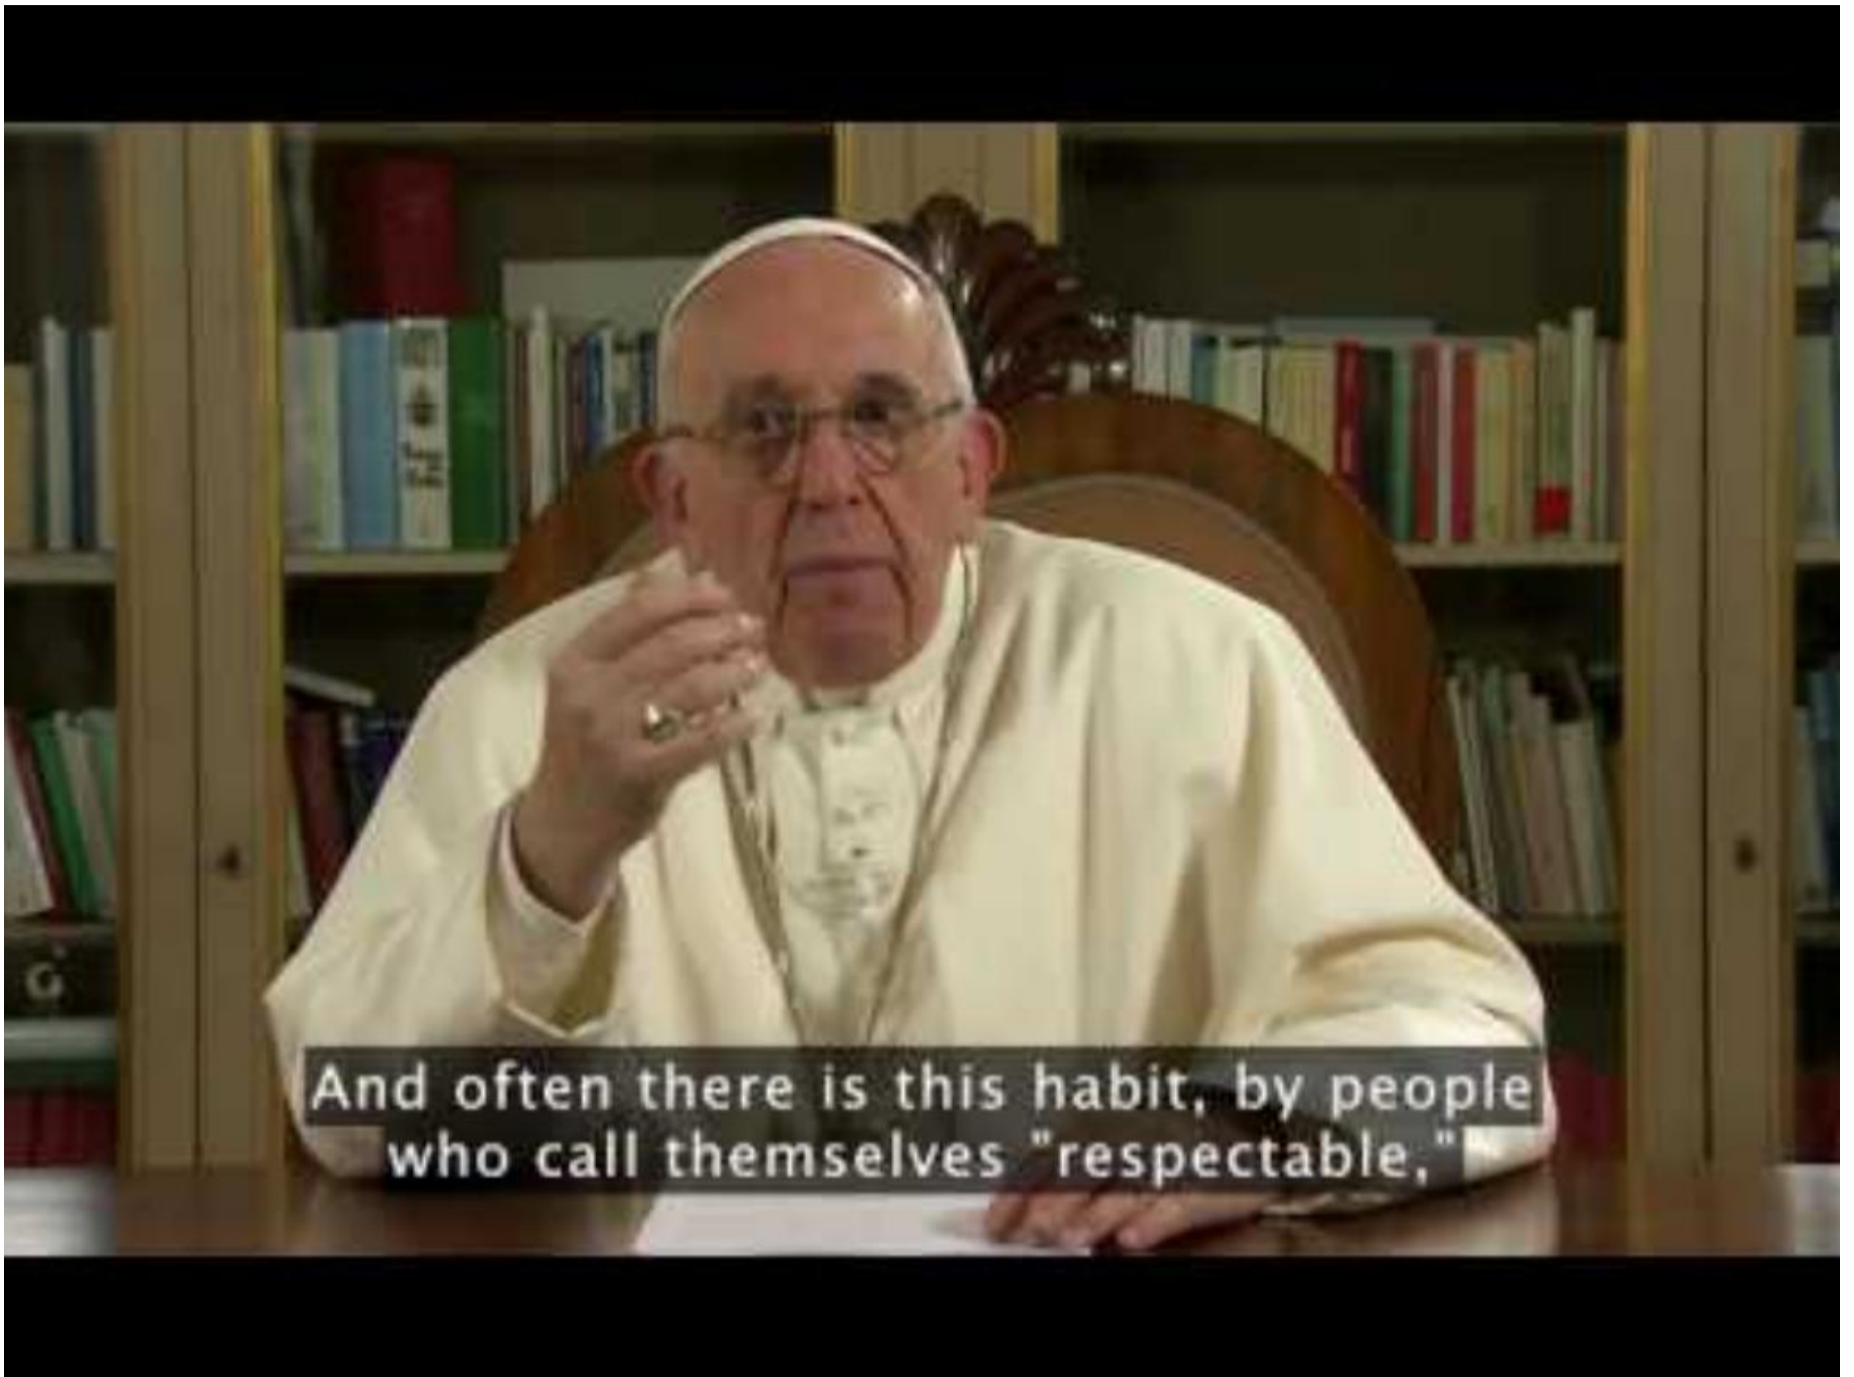 And often there is this habit, by people
who call themselves "respectable,"